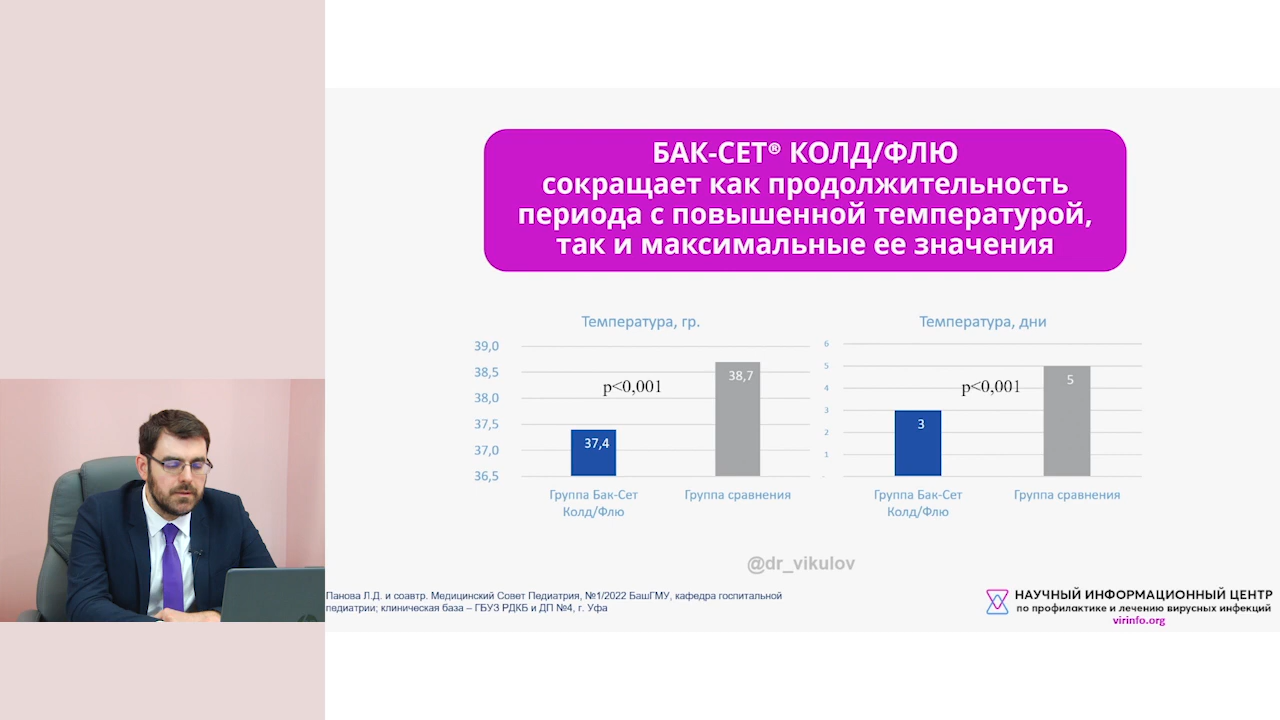 БАК-СЕТ® КОЛД/ФЛЮ
сокращает как продолжительность
периода с повышенной температурой,
так и максимальные ее значения
Температура, гр.
39,0
38,5
38,0
37,5
37,0
36,5
p<0,001
37,4
38,7
Группа Бак-Сет
Колд/Флю
Группа сравнения
Температура, дни
6
5
4
3
2
1
-
p<0,001
3
5
Группа Бак-Сет
Колд/Флю
Группа сравнения
@dr_vikulov
Панова Л.Д. и соавт. Медицинский Совет Педиатрия, №1/2022 БашГМУ, кафедра госпитальной
педиатрии; клиническая база – ГБУЗ РДКБ и ДП №4, г. Уфа
НАУЧНЫЙ ИНФОРМАЦИОННЫЙ ЦЕНТР
по профилактике и лечению вирусных инфекций
virinfo.org